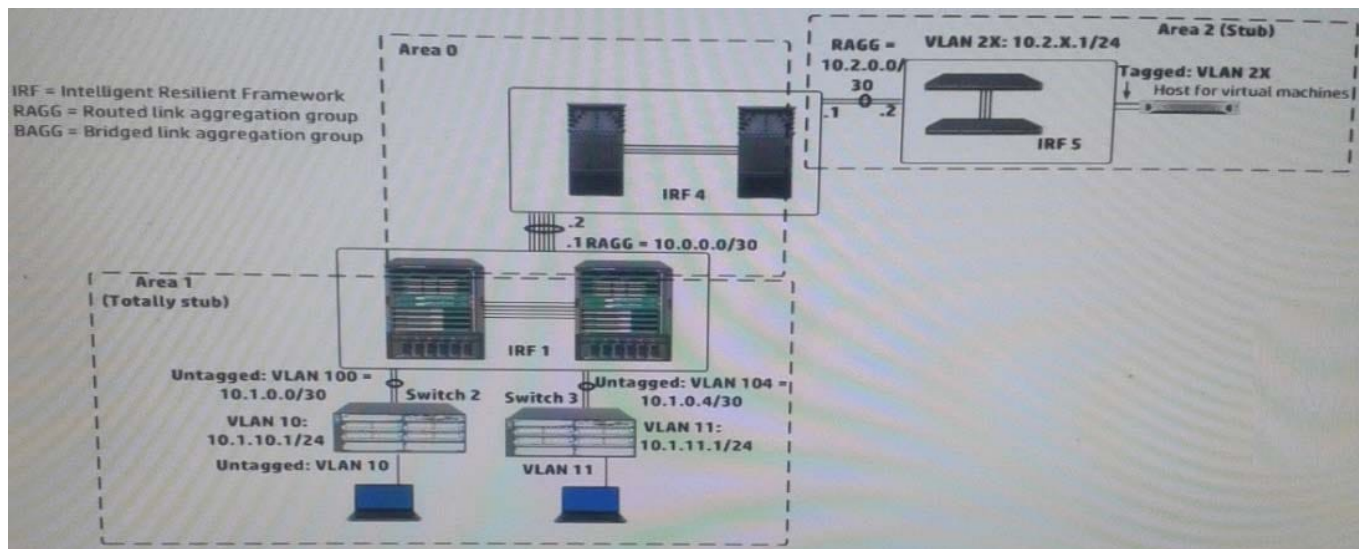 Area 0
RAGG =
10.2.0.0/
30
VLAN 2X: 10.2.X.1/24
Area 2 (Stub)
Tagged: VLAN 2X
Host for virtual machines
IRF = Intelligent Resilient Framework
RAGG = Routed link aggregation group
BAGG = Bridged link aggregation group
.1
.2
IRF 5
IRF 4
.2
.1 RAGG = 10.0.0.0/30
Area 1
(Totally stub)
IRF 1
Untagged: VLAN 100 =
10.1.0.0/30
Switch 2
Switch 3
Untagged: VLAN 104 =
10.1.0.4/30
VLAN 10:
10.1.10.1/24
VLAN 11:
10.1.11.1/24
Untagged: VLAN 10
VLAN 11